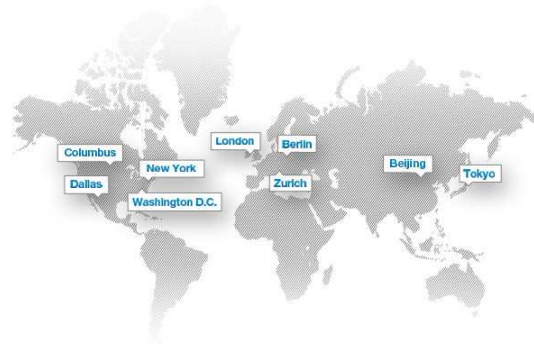 London
Berlin
Columbus
New York
Beijing
Tokyo
Dallas
Zurich
Washington D.C.